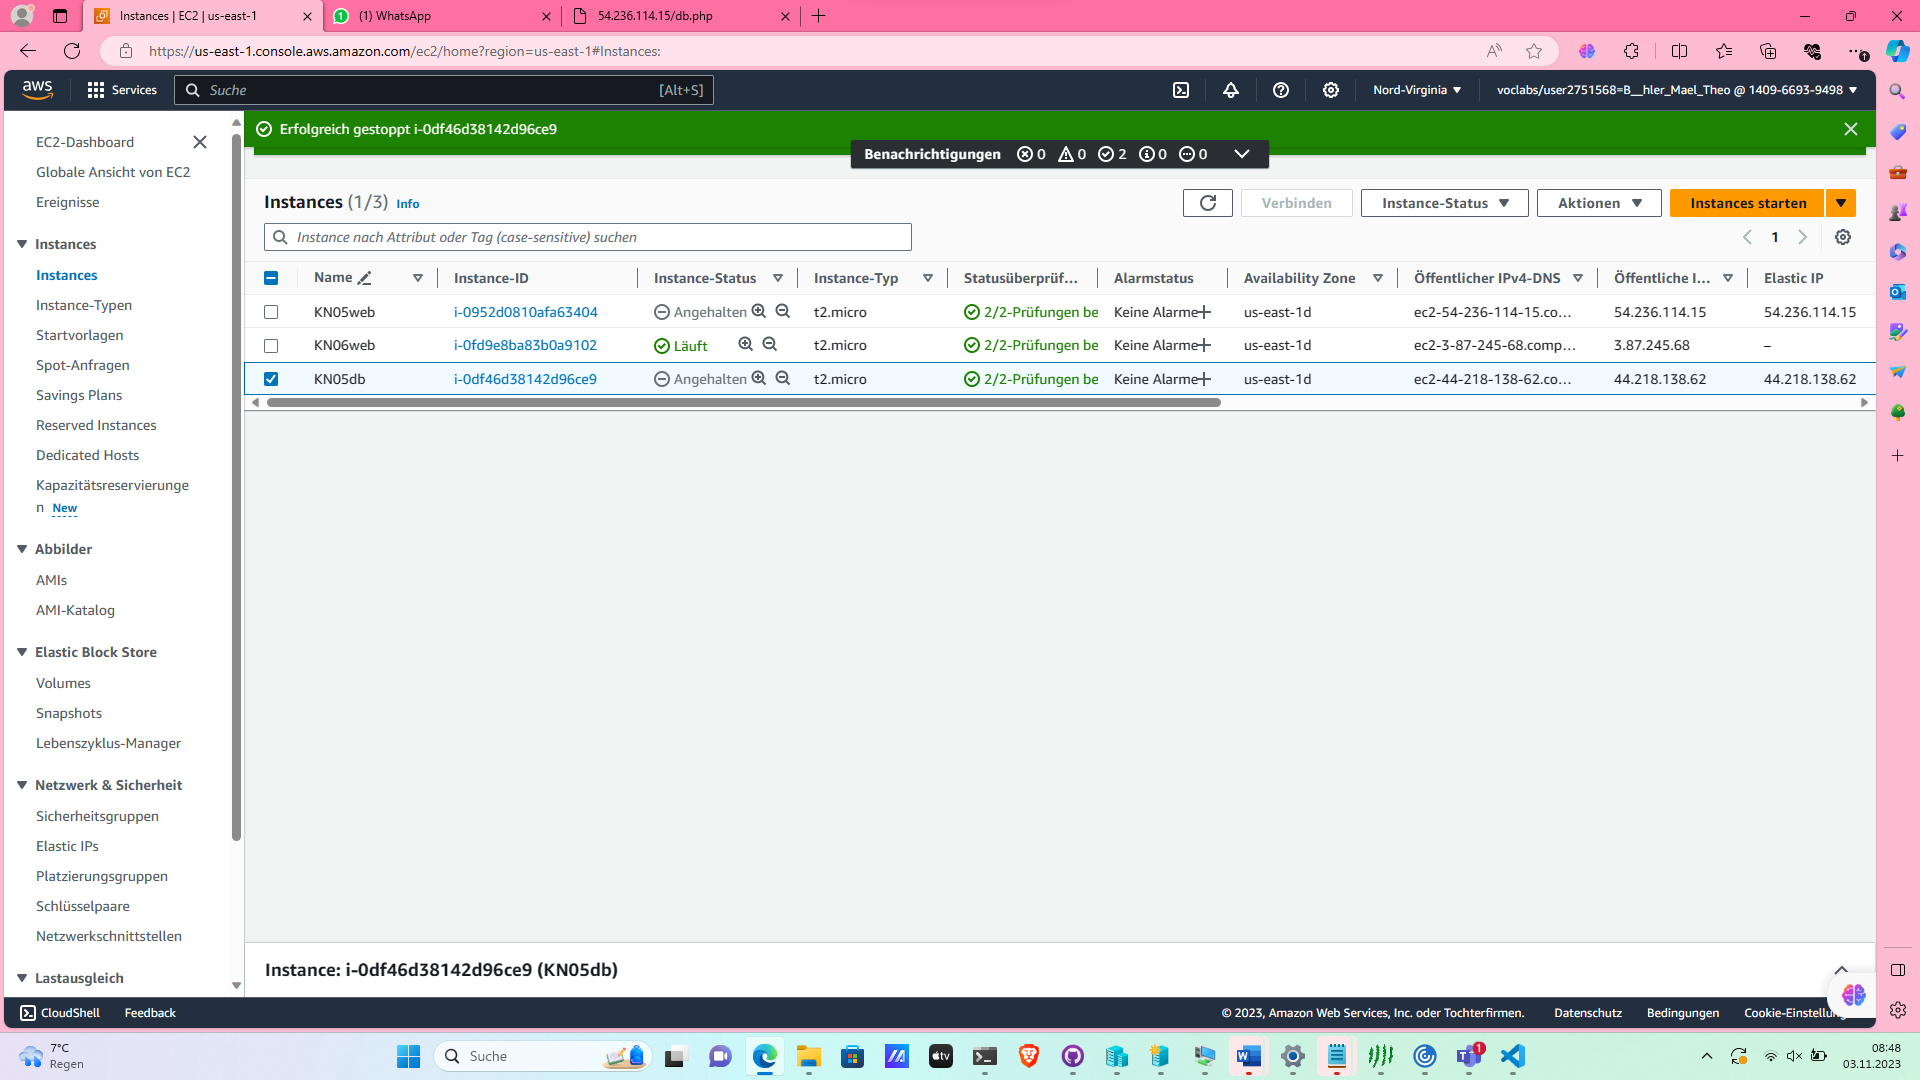 Instances | EC2 | us-east-1
(1) WhatsApp
54.236.114.15/db.php
https://us-east-1.console.aws.amazon.com/ec2/home?region=us-east-1#Instances:
aws
Services
Suche
[Alt+S]
Nord-Virginia
voclabs/user2751568=B__hler_Mael_Theo @ 1409-6693-9498
EC2-Dashboard
Globale Ansicht von EC2
Ereignisse
Instances
Instances
Instance-Typen
Startvorlagen
Spot-Anfragen
Savings Plans
Reserved Instances
Dedicated Hosts
Kapazitätsreservierunge
n New
Abbilder
AMIs
AMI-Katalog
Elastic Block Store
Volumes
Snapshots
Lebenszyklus-Manager
Netzwerk & Sicherheit
Sicherheitsgruppen
Elastic IPs
Platzierungsgruppen
Schlüsselpaare
Netzwerkschnittstellen
Lastausgleich
Erfolgreich gestoppt i-0df46d38142d96ce9
Benachrichtigungen 0 0 2 0 0
Instances (1/3) Info
Verbinden
Instance-Status
Aktionen
Instances starten
Instance nach Attribut oder Tag (case-sensitive) suchen
1
Name Instance-ID Instance-Status Instance-Typ Statusüberprüf... Alarmstatus Availability Zone Öffentlicher IPv4-DNS Öffentliche I... Elastic IP
KN05web i-0952d0810afa63404 Angehalten t2.micro 2/2-Prüfungen be Keine Alarme us-east-1d ec2-54-236-114-15.co... 54.236.114.15 54.236.114.15
KN06web i-0fd9e8ba83b0a9102 Läuft t2.micro 2/2-Prüfungen be Keine Alarme us-east-1d ec2-3-87-245-68.comp... 3.87.245.68 –
KN05db i-0df46d38142d96ce9 Angehalten t2.micro 2/2-Prüfungen be Keine Alarme us-east-1d ec2-44-218-138-62.co... 44.218.138.62 44.218.138.62
Instance: i-0df46d38142d96ce9 (KN05db)
CloudShell
Feedback
© 2023, Amazon Web Services, Inc. oder Tochterfirmen.
Datenschutz
Bedingungen
Cookie-Einstellung
7°C
Regen
Suche
tv
1
08:48
03.11.2023